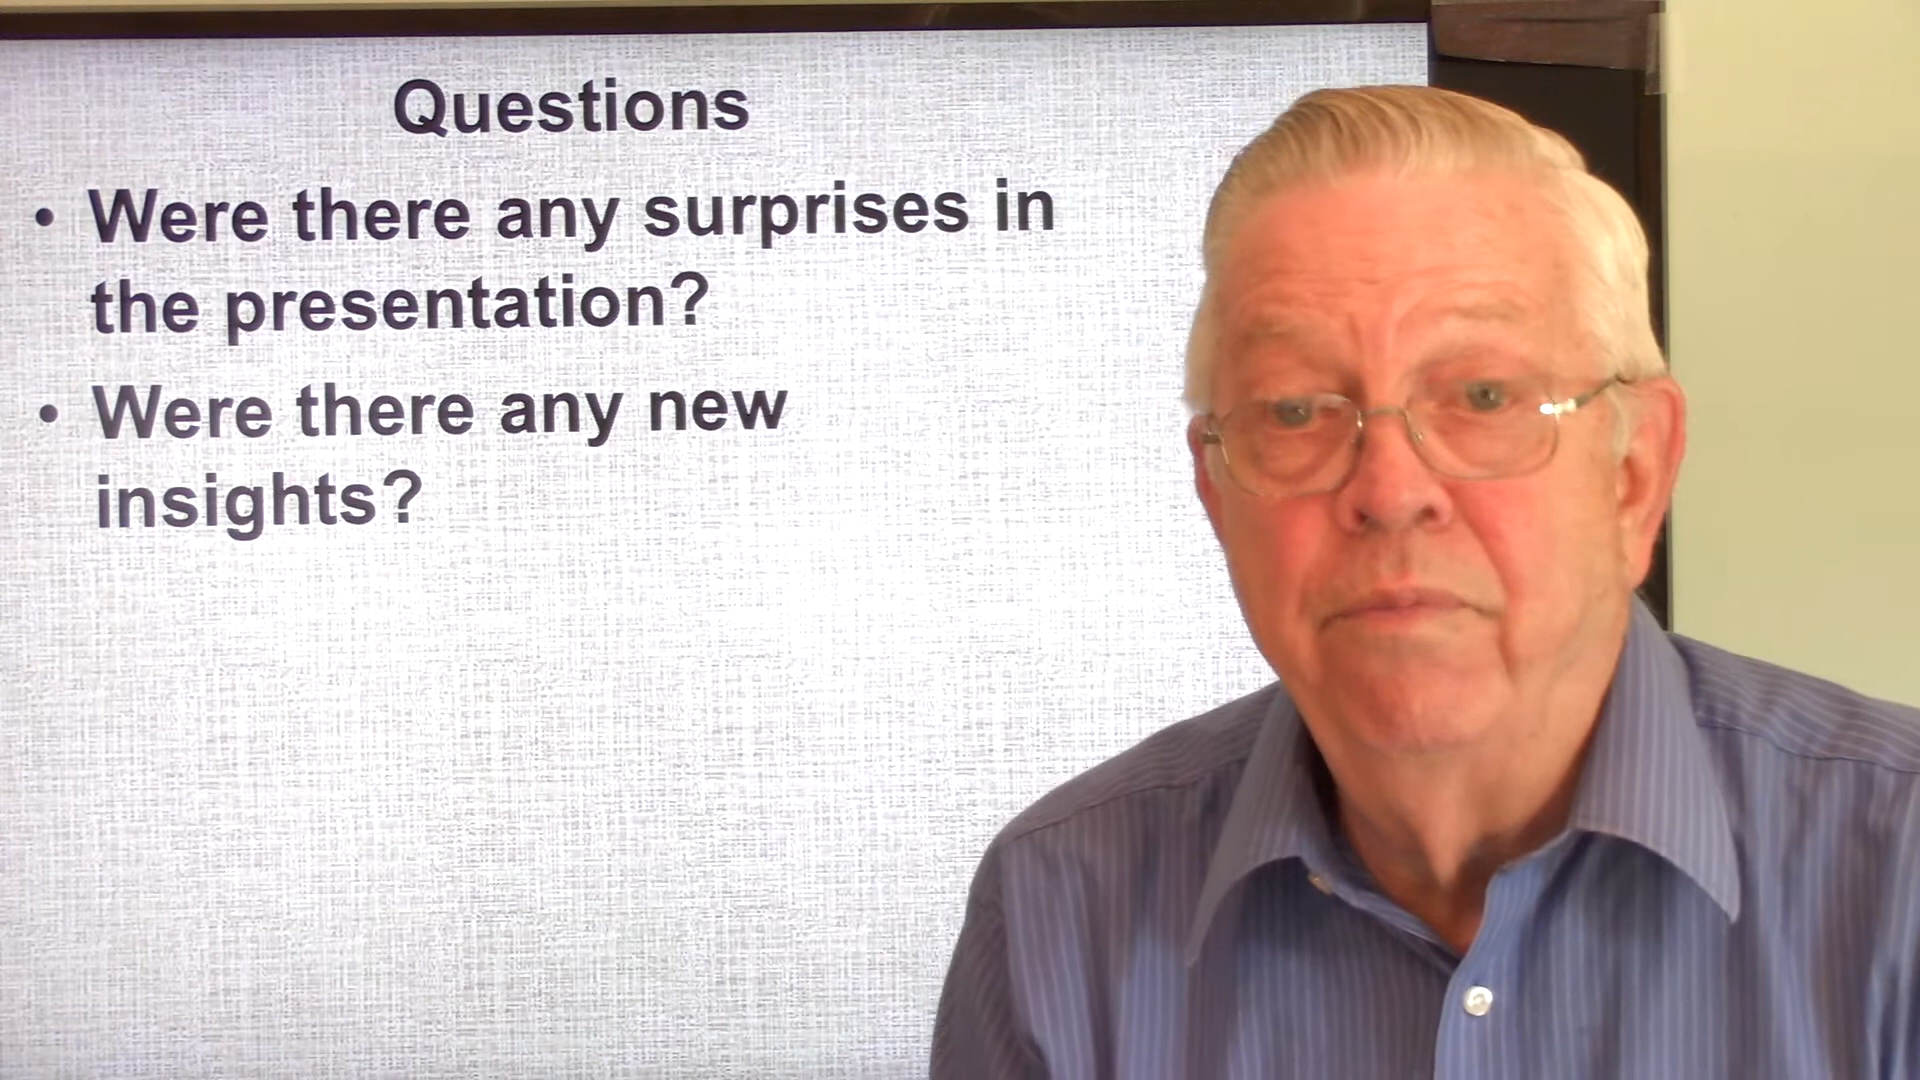 Questions
• Were there any surprises in
the presentation?
• Were there any new
insights?